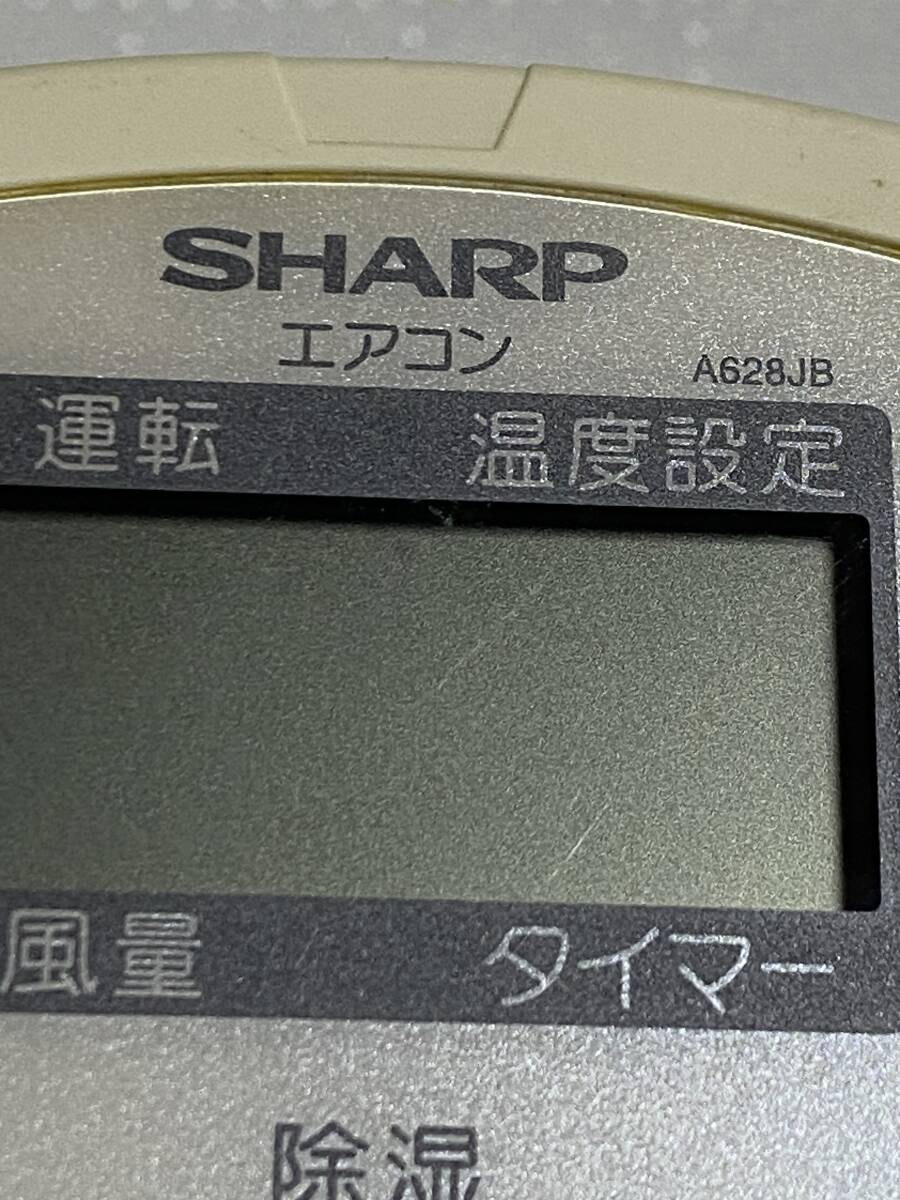 SHARP
エアコン
A628JB
運転 温度設定
風量 タイマー
除湿